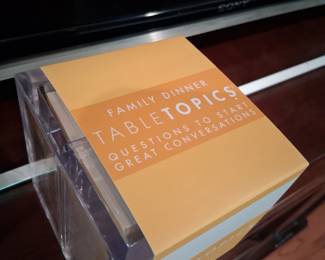 FAMILY DINNER
TABLETOPICS
QUESTIONS TO START
GREAT CONVERSATIONS